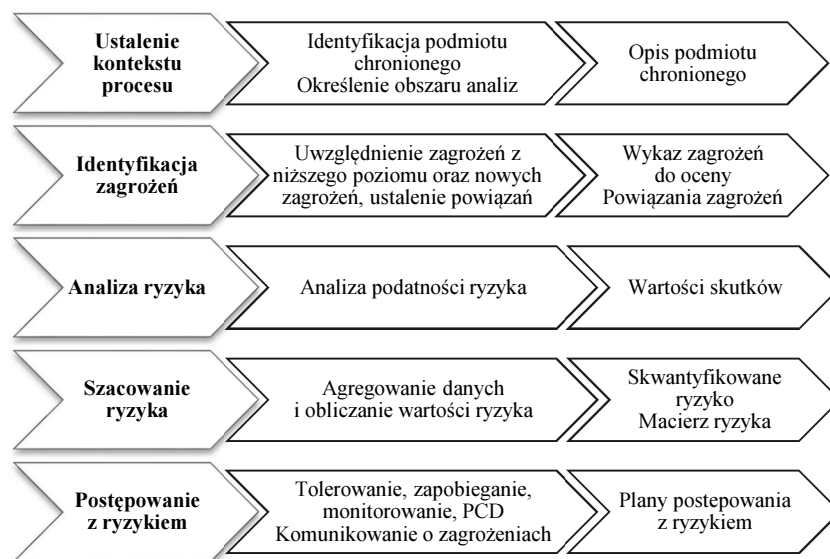 Ustalenie
kontekstu
procesu
Identyfikacja podmiotu
chronionego
Określenie obszaru analiz
Opis podmiotu
chronionego
Identyfikacja
zagrożeń
Uwzględnienie zagrożeń z
niższego poziomu oraz nowych
zagrożeń, ustalenie powiązań
Wykaz zagrożeń
do oceny
Powiązania zagrożeń
Analiza ryzyka
Analiza podatności ryzyka
Wartości skutków
Szacowanie
ryzyka
Agregowanie danych
i obliczanie wartości ryzyka
Skwantyfikowane
ryzyko
Macierz ryzyka
Postępowanie
z ryzykiem
Tolerowanie, zapobieganie,
monitorowanie, PCD
Komunikowanie o zagrożeniach
Plany postepowania
z ryzykiem